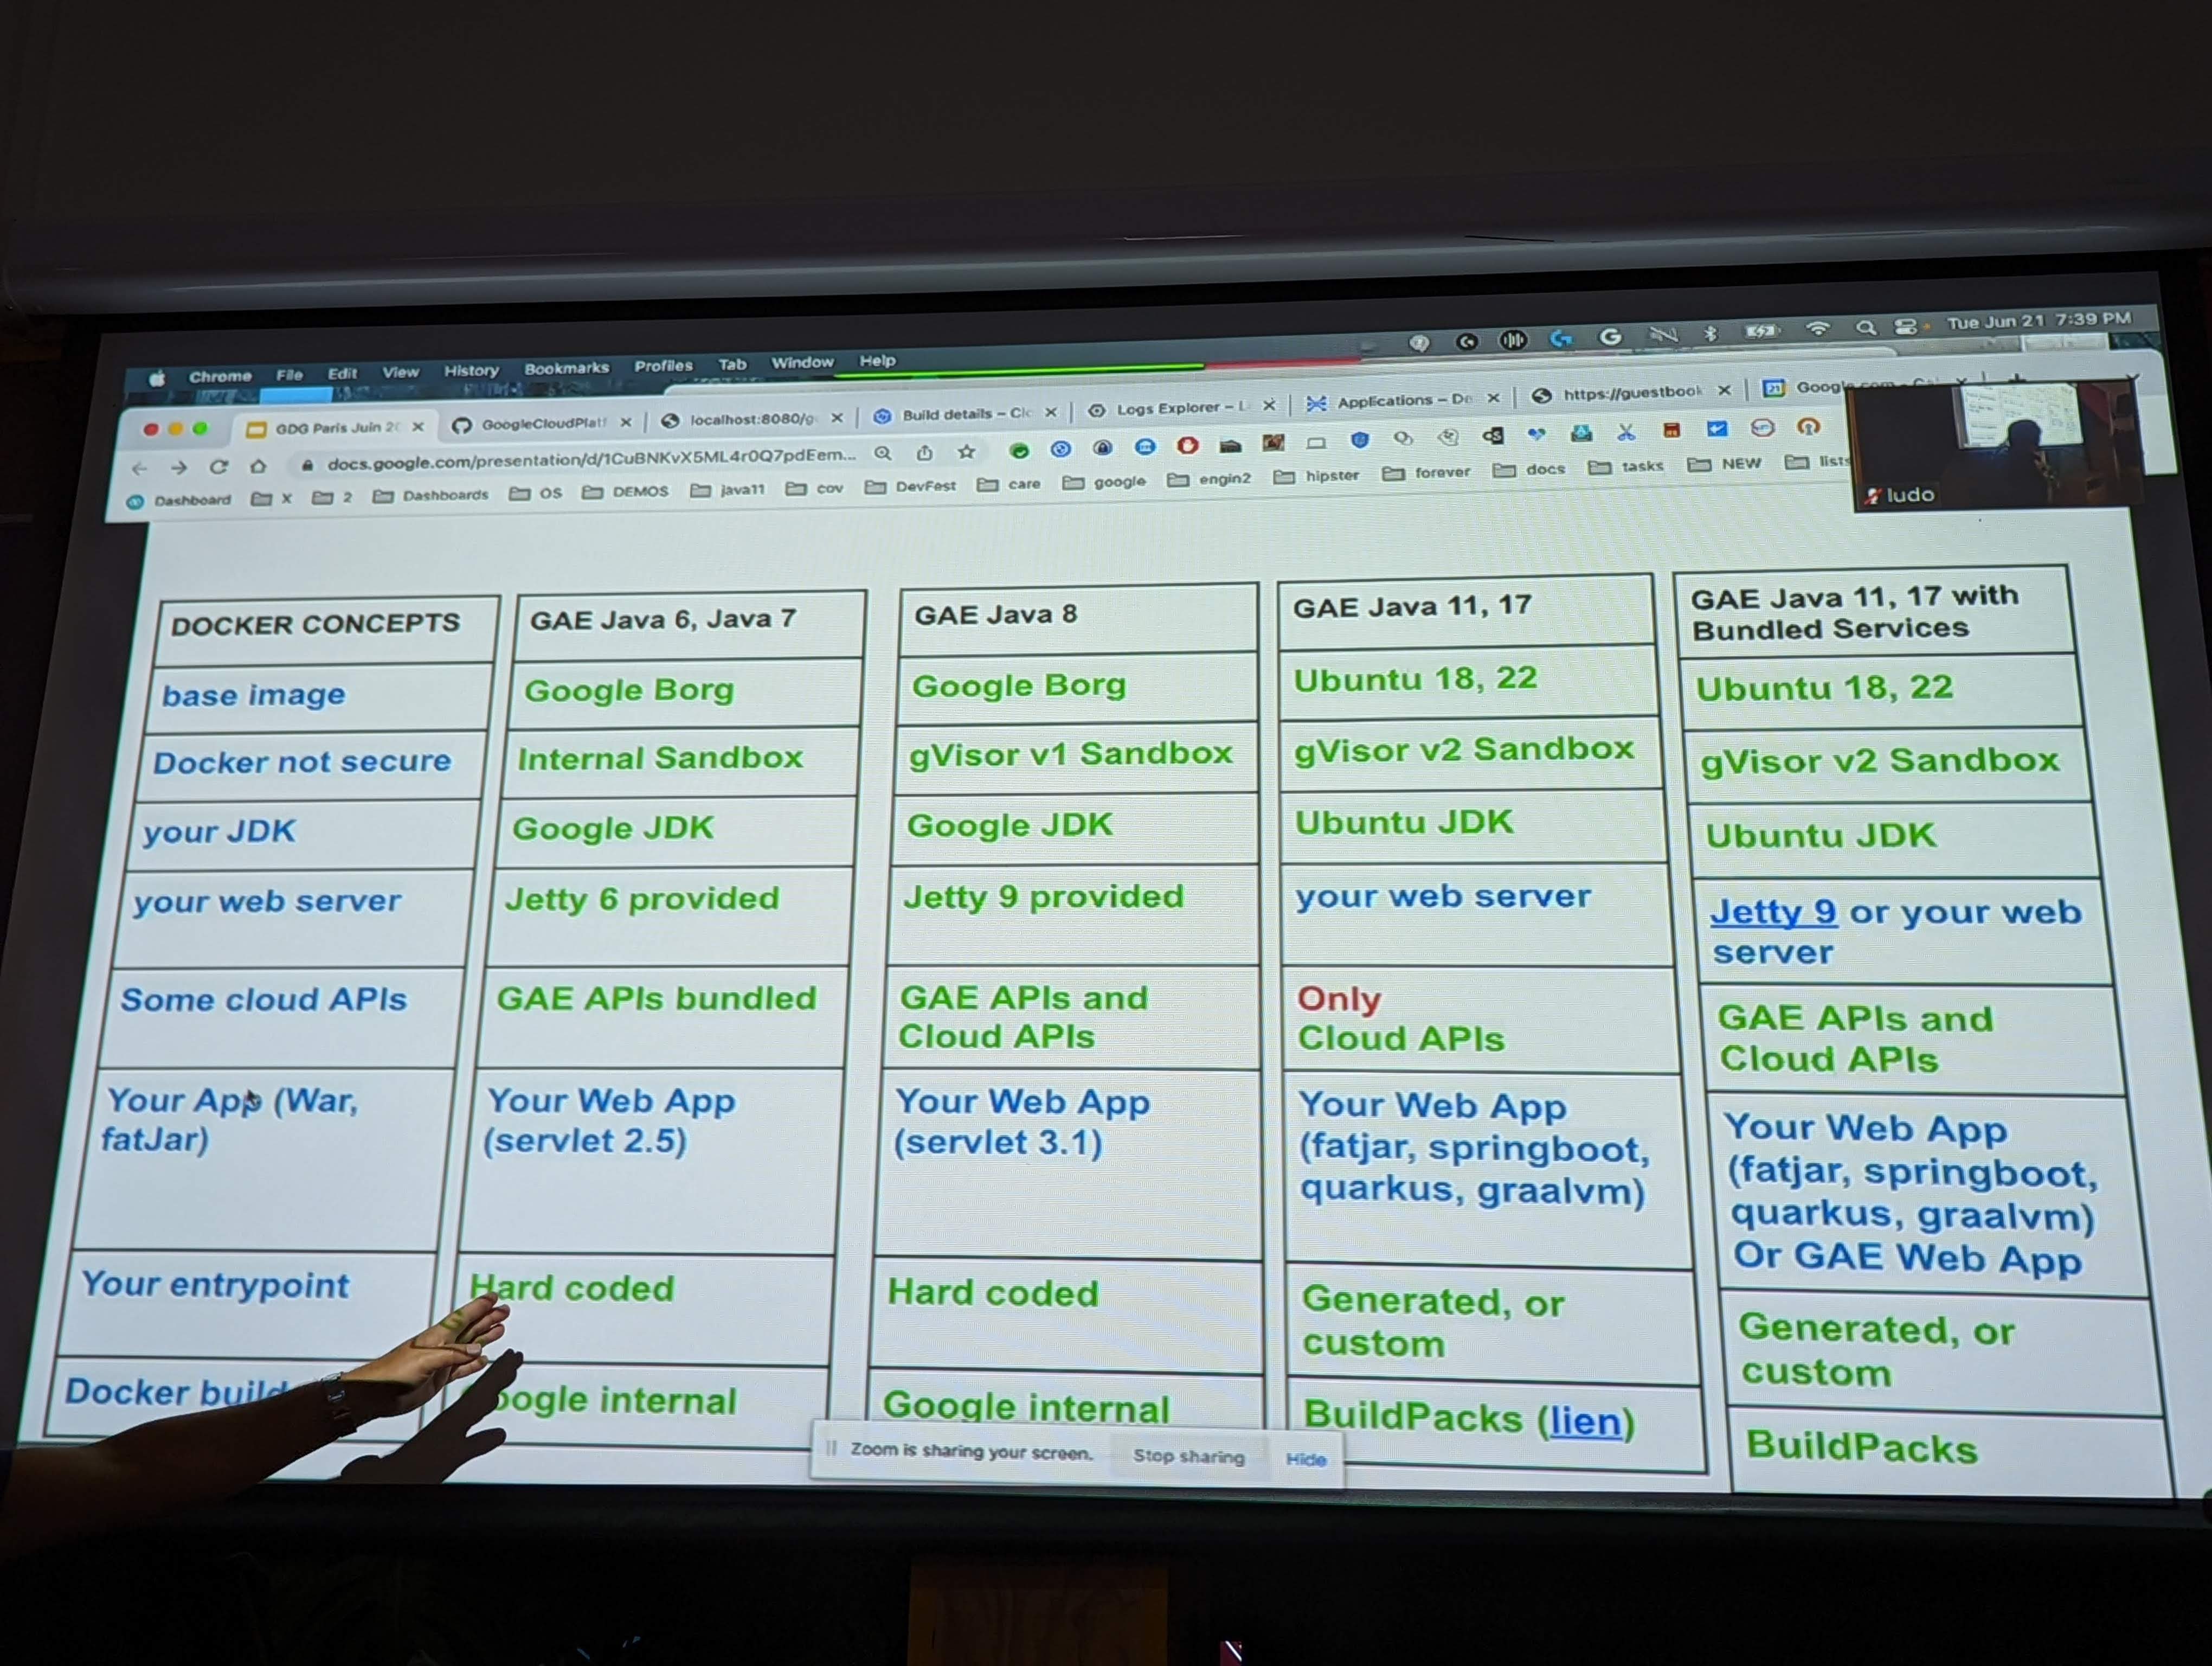 Chrome File Edit View History Bookmarks Profiles Tab Window Help
Tue Jun 21 7:39 PM
GDG Paris Juin
GoogleCloudPlatf
localhost:8080/g
Build details – Clo
Logs Explorer – L
Applications – De
https://guestbook
docs.google.com/presentation/d/1CuBNKvX5ML4r0Q7pdEem...
Dashboard X 2 Dashboards OS DEMOS java11 cov DevFest care google engin2 hipster forever docs tasks NEW lists
ludo
DOCKER CONCEPTS
base image
Docker not secure
your JDK
your web server
Some cloud APIs
Your App (War,
fatJar)
Your entrypoint
Docker build
GAE Java 6, Java 7
Google Borg
Internal Sandbox
Google JDK
Jetty 6 provided
GAE APIs bundled
Your Web App
(servlet 2.5)
Hard coded
Google internal
GAE Java 8
Google Borg
gVisor v1 Sandbox
Google JDK
Jetty 9 provided
GAE APIs and
Cloud APIs
Your Web App
(servlet 3.1)
Hard coded
Google internal
GAE Java 11, 17
Ubuntu 18, 22
gVisor v2 Sandbox
Ubuntu JDK
your web server
Only
Cloud APIs
Your Web App
(fatjar, springboot,
quarkus, graalvm)
Generated, or
custom
BuildPacks (lien)
GAE Java 11, 17 with
Bundled Services
Ubuntu 18, 22
gVisor v2 Sandbox
Ubuntu JDK
Jetty 9 or your web
server
GAE APIs and
Cloud APIs
Your Web App
(fatjar, springboot,
quarkus, graalvm)
Or GAE Web App
Generated, or
custom
BuildPacks
Zoom is sharing your screen. Stop sharing Hide